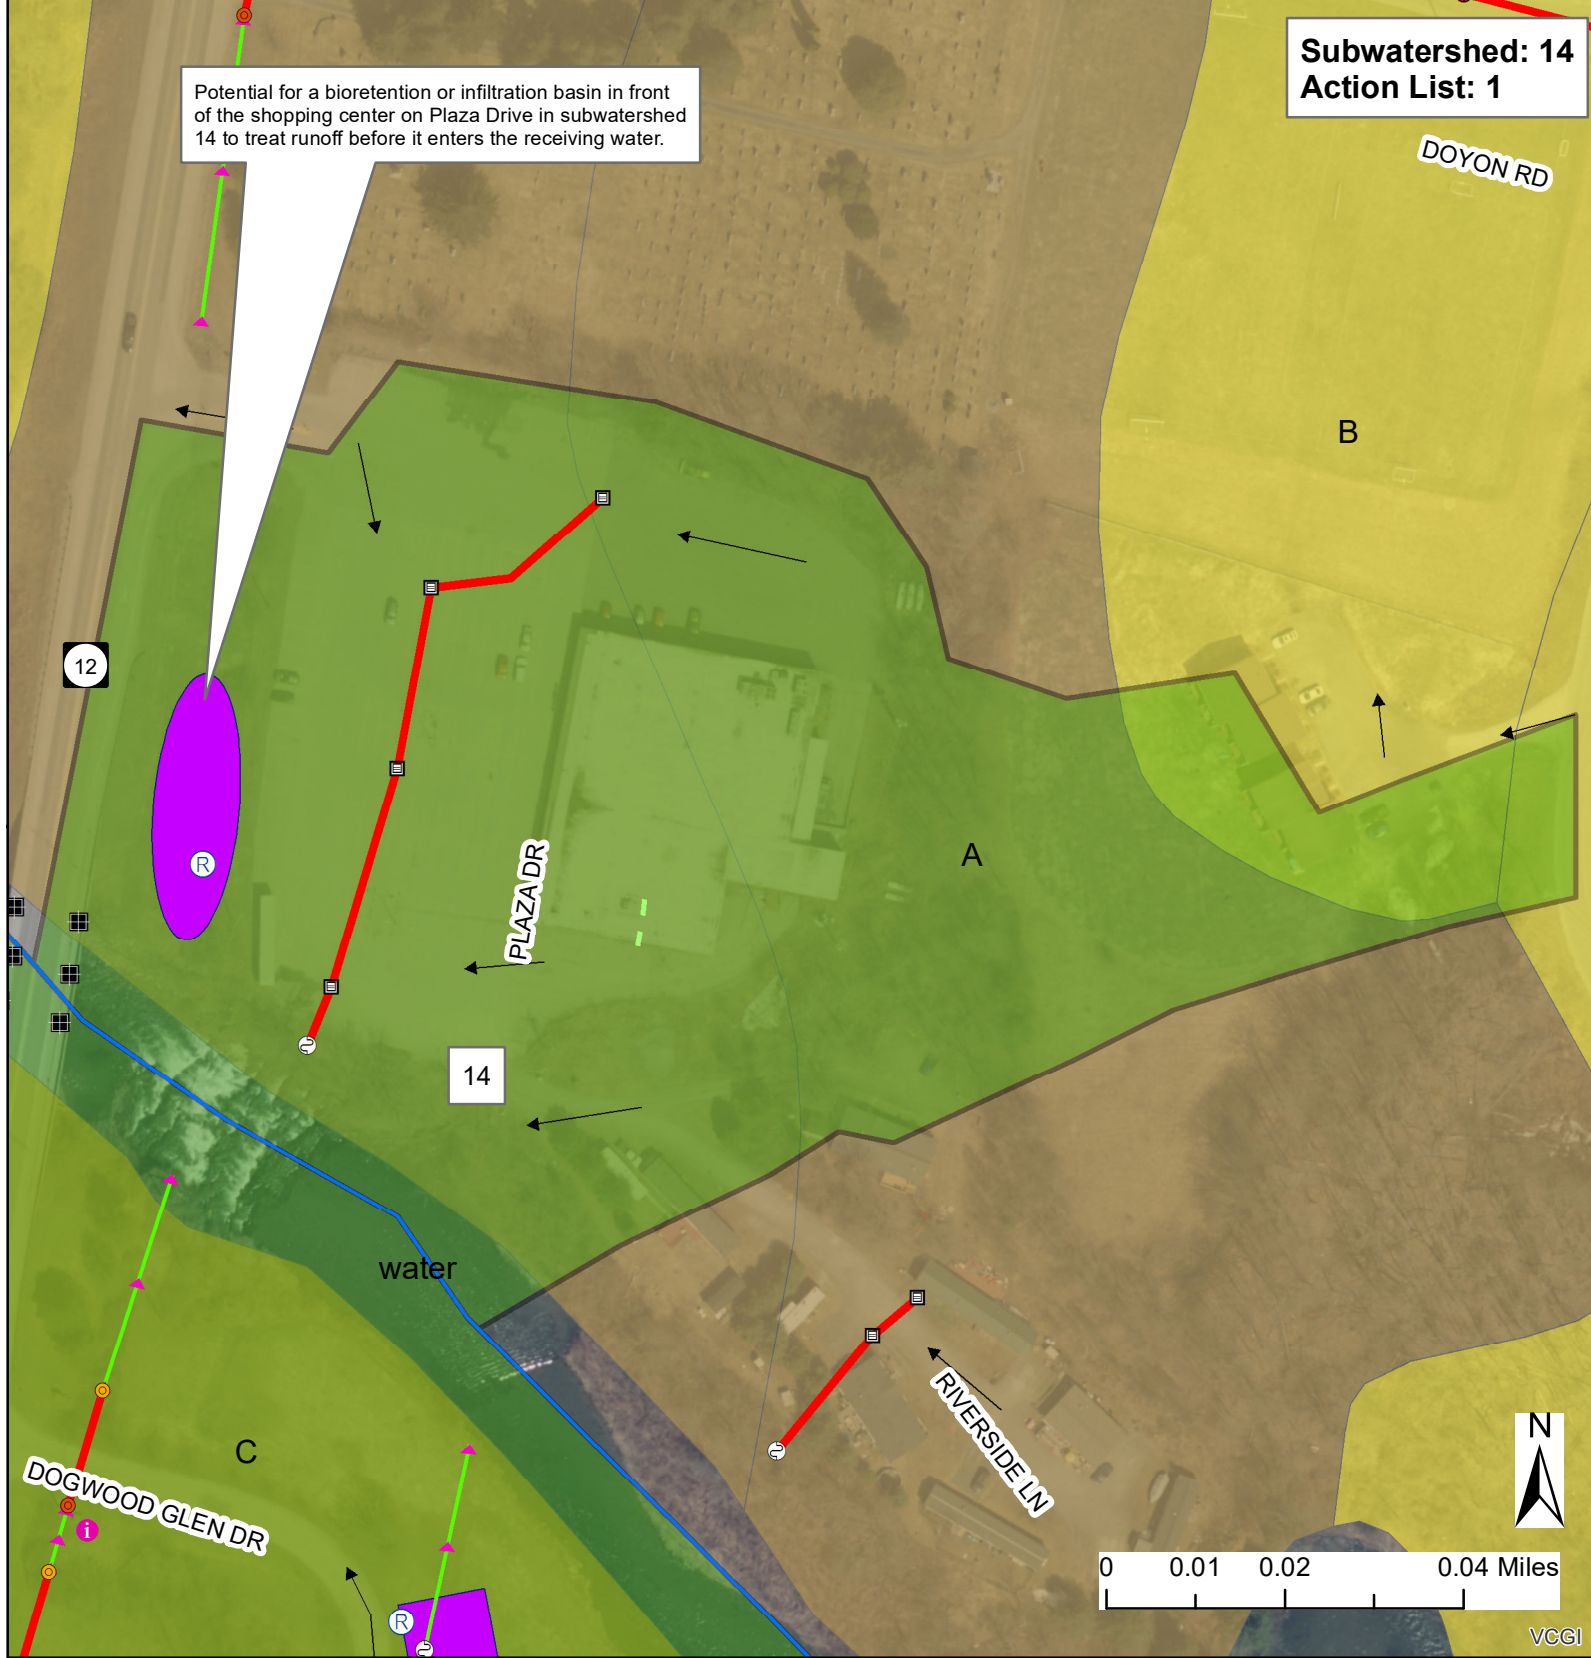 Subwatershed: 14
Action List: 1
Potential for a bioretention or infiltration basin in front
of the shopping center on Plaza Drive in subwatershed
14 to treat runoff before it enters the receiving water.
DOYON RD
B
12
R
PLAZA DR
A
14
water
RIVERSIDE LN
C
DOGWOOD GLEN DR
i
R
N
0 0.01 0.02 0.04 Miles
VCGI